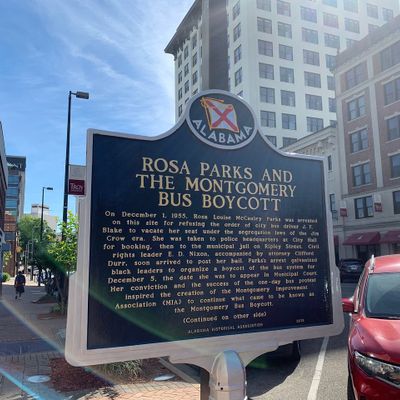 ALABAMA
ROSA PARKS AND
THE MONTGOMERY
BUS BOYCOTT
On December 1, 1955, Rosa Louise McCauley Parks was arrested
on this site for refusing the order of city bus driver J. F.
Blake to vacate her seat under the segregation laws of the Jim
Crow era. She was taken to police headquarters at City Hall
for booking, then to the municipal jail on Ripley Street. Civil
rights leader E. D. Nixon, accompanied by attorney Clifford
Durr, soon arrived to post her bail. Parks's arrest galvanized
black leaders to organize a boycott of the bus system for
December 5, the date she was to appear in Municipal Court.
Her conviction and the success of the one-day bus protest
inspired the creation of the Montgomery Improvement
Association (MIA) to continue what came to be known as
the Montgomery Bus Boycott.
(Continued on other side)
ALABAMA HISTORICAL ASSOCIATION